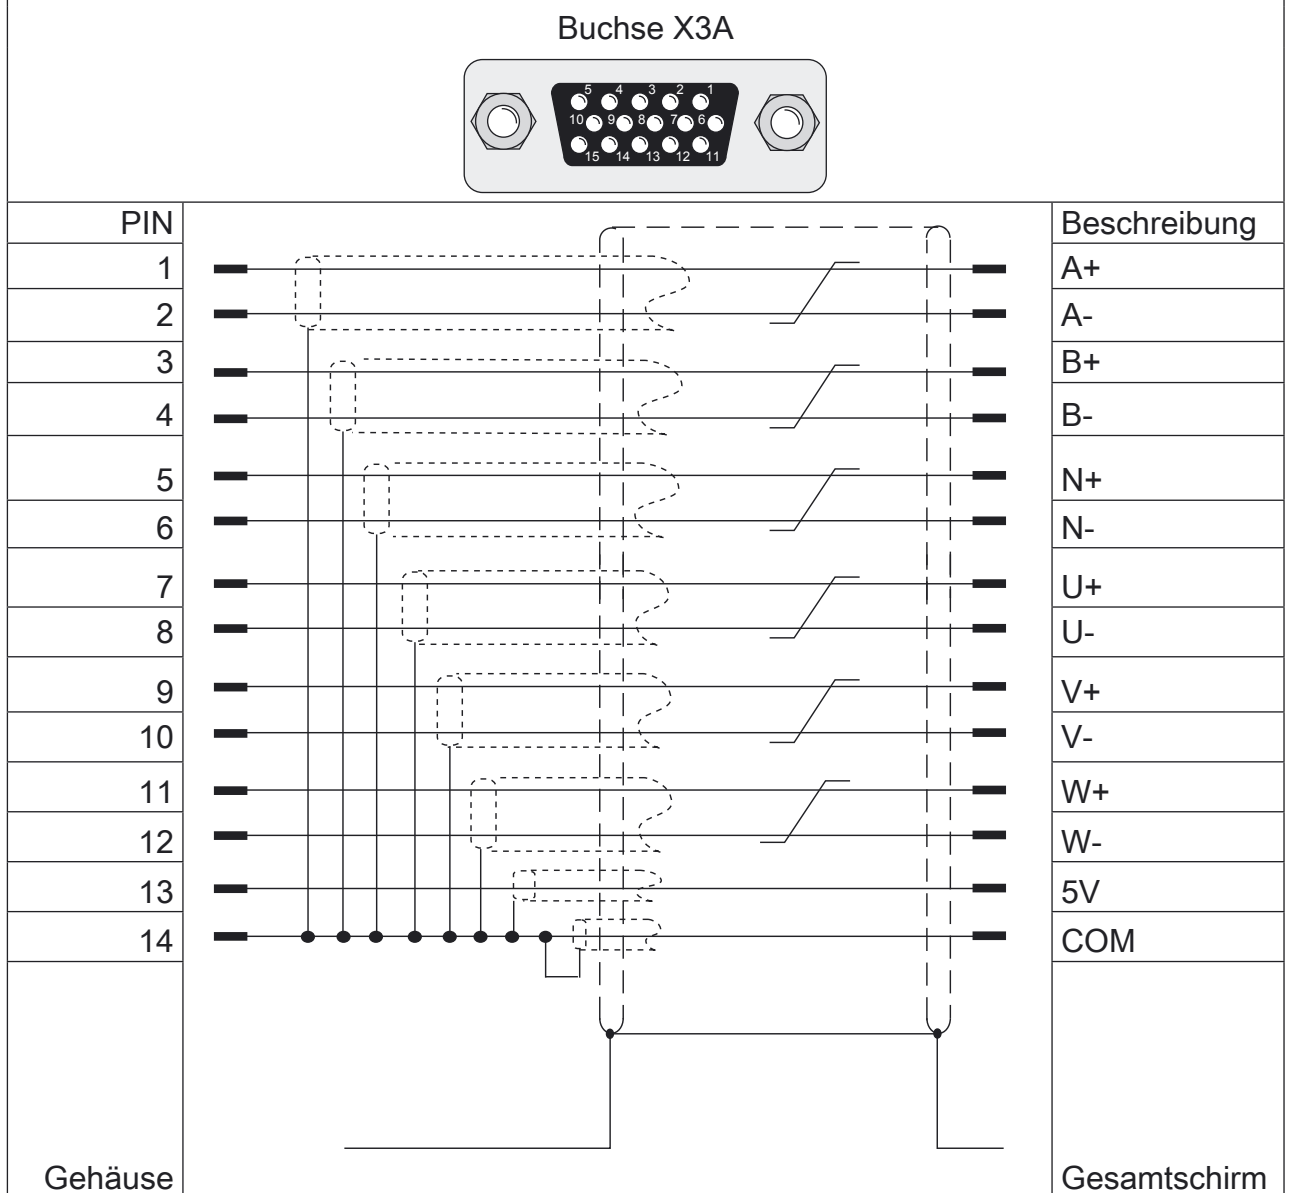 Buchse X3A
5 4 3 2 1
10 9 8 7 6
15 14 13 12 11
PIN Beschreibung
1 A+
2 A-
3 B+
4 B-
5 N+
6 N-
7 U+
8 U-
9 V+
10 V-
11 W+
12 W-
13 5V
14 COM
Gehäuse Gesamtschirm